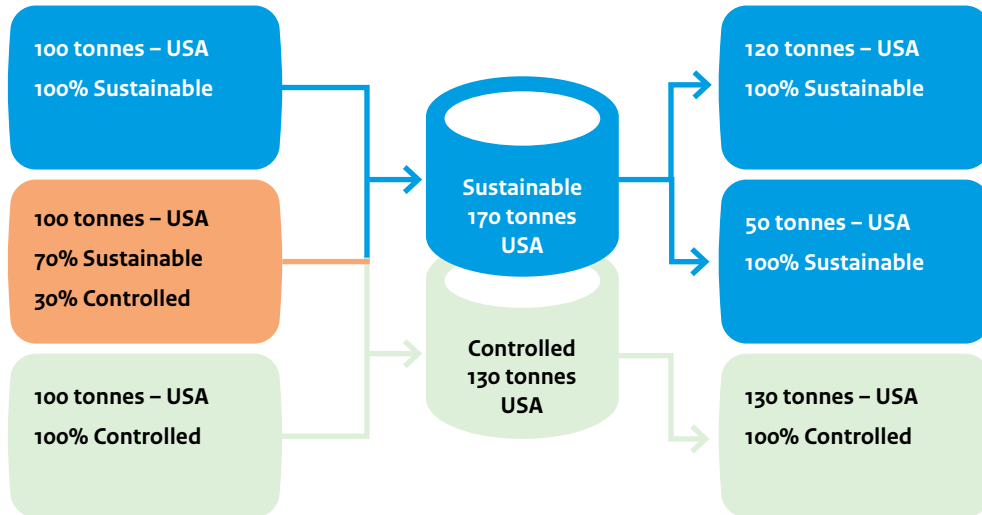 100 tonnes – USA
100% Sustainable
100 tonnes – USA
70% Sustainable
30% Controlled
100 tonnes – USA
100% Controlled
Sustainable
170 tonnes
USA
Controlled
130 tonnes
USA
120 tonnes – USA
100% Sustainable
50 tonnes – USA
100% Sustainable
130 tonnes – USA
100% Controlled